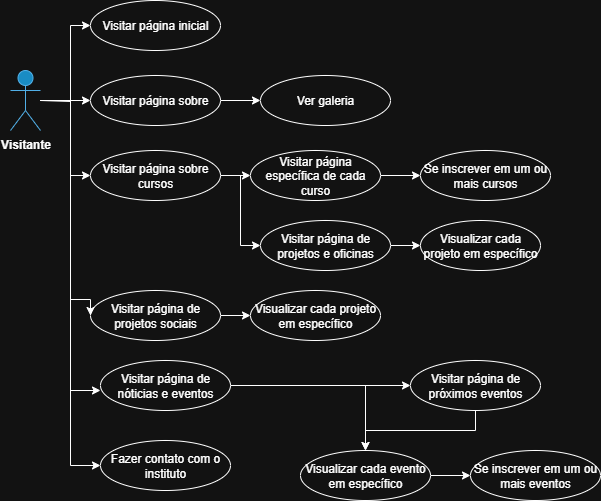 Visitar página inicial
Visitante
Visitar página sobre
Ver galeria
Visitar página sobre
cursos
Visitar página
específica de cada
curso
Se inscrever em um ou
mais cursos
Visitar página de
projetos e oficinas
Visualizar cada
projeto em específico
Visitar página de
projetos sociais
Visualizar cada projeto
em específico
Visitar página de
nóticias e eventos
Visitar página de
próximos eventos
Fazer contato com o
instituto
Visualizar cada evento
em específico
Se inscrever em um ou
mais eventos